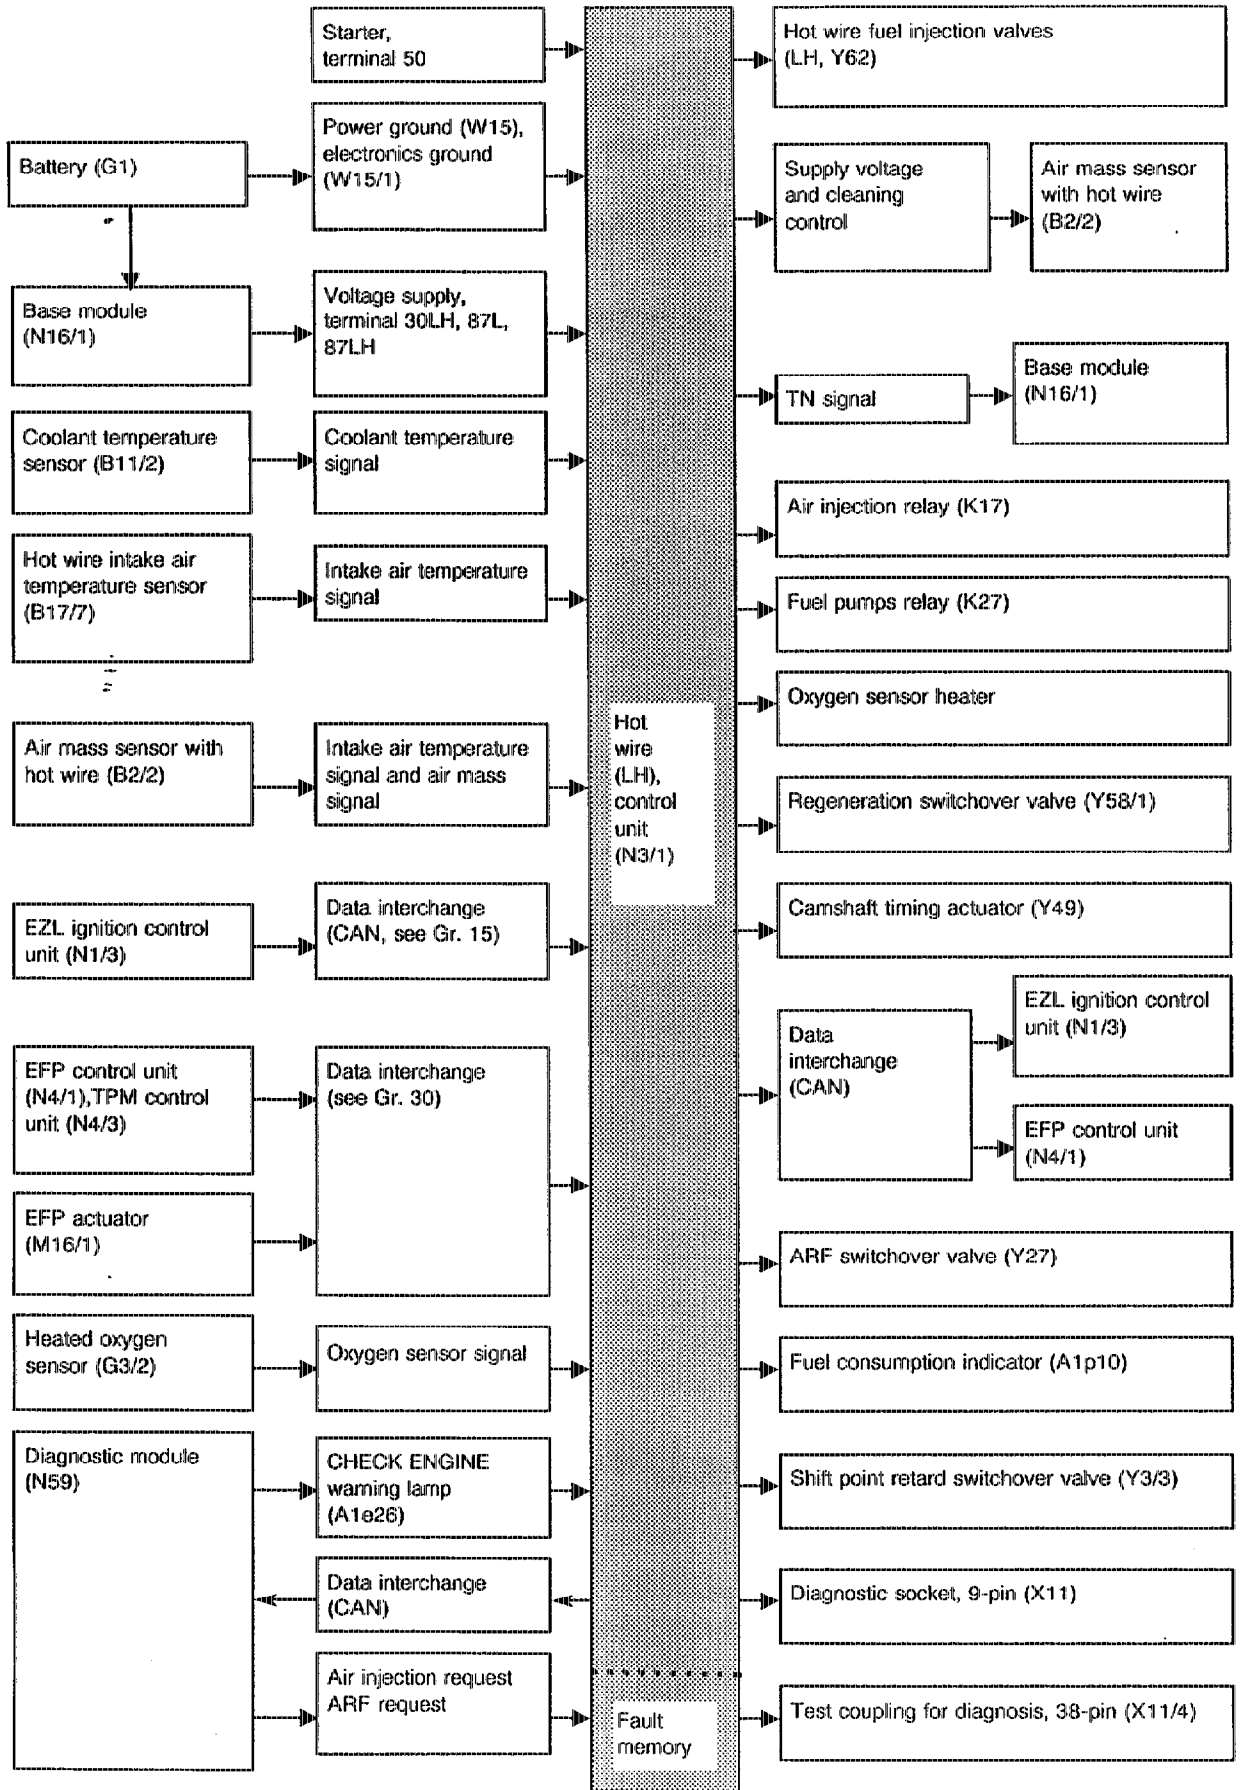 Starter,
terminal 50
Power ground (W15),
electronics ground
(W15/1)
Battery (G1)
Base module
(N16/1)
Voltage supply,
terminal 30LH, 87L,
87LH
Coolant temperature
sensor (B11/2)
Coolant temperature
signal
Hot wire intake air
temperature sensor
(B17/7)
Intake air temperature
signal
Air mass sensor with
hot wire (B2/2)
Intake air temperature
signal and air mass
signal
EZL ignition control
unit (N1/3)
Data interchange
(CAN, see Gr. 15)
EFP control unit
(N4/1),TPM control
unit (N4/3)
Data interchange
(see Gr. 30)
EFP actuator
(M16/1)
Heated oxygen
sensor (G3/2)
Oxygen sensor signal
Diagnostic module
(N59)
CHECK ENGINE
warning lamp
(A1e26)
Data interchange
(CAN)
Air injection request
ARF request
Hot
wire
(LH),
control
unit
(N3/1)
Fault
memory
Hot wire fuel injection valves
(LH, Y62)
Supply voltage
and cleaning
control
Air mass sensor
with hot wire
(B2/2)
TN signal
Base module
(N16/1)
Air injection relay (K17)
Fuel pumps relay (K27)
Oxygen sensor heater
Regeneration switchover valve (Y58/1)
Camshaft timing actuator (Y49)
Data
interchange
(CAN)
EZL ignition control
unit (N1/3)
EFP control unit
(N4/1)
ARF switchover valve (Y27)
Fuel consumption indicator (A1p10)
Shift point retard switchover valve (Y3/3)
Diagnostic socket, 9-pin (X11)
Test coupling for diagnosis, 38-pin (X11/4)